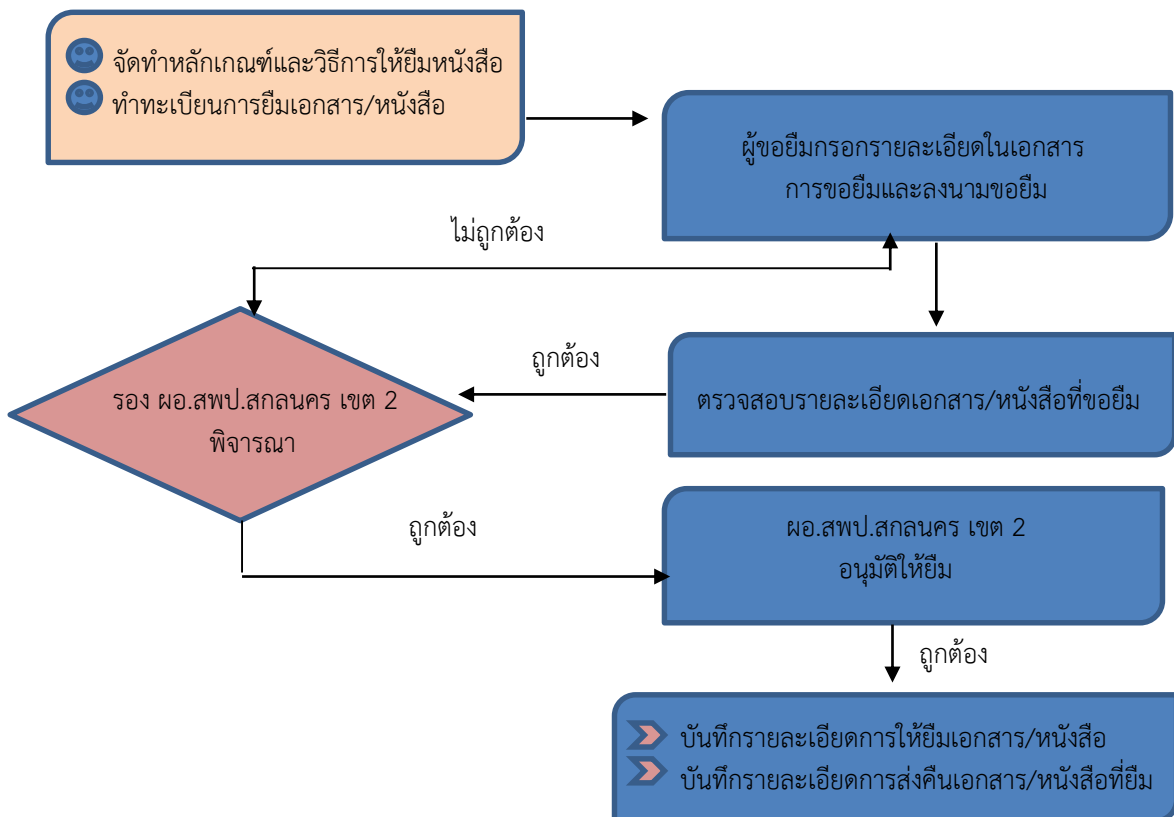 จัดทำหลักเกณฑ์และวิธีการให้ยืมหนังสือ
ทำทะเบียนการยืมเอกสาร/หนังสือ
ผู้ขอยืมกรอกรายละเอียดในเอกสาร
การขอยืมและลงนามขอยืม
ไม่ถูกต้อง
ถูกต้อง
รอง ผอ.สพป.สกลนคร เขต 2
พิจารณา
ตรวจสอบรายละเอียดเอกสาร/หนังสือที่ขอยืม
ถูกต้อง
ผอ.สพป.สกลนคร เขต 2
อนุมัติให้ยืม
ถูกต้อง
บันทึกรายละเอียดการให้ยืมเอกสาร/หนังสือ
บันทึกรายละเอียดการส่งคืนเอกสาร/หนังสือที่ยืม